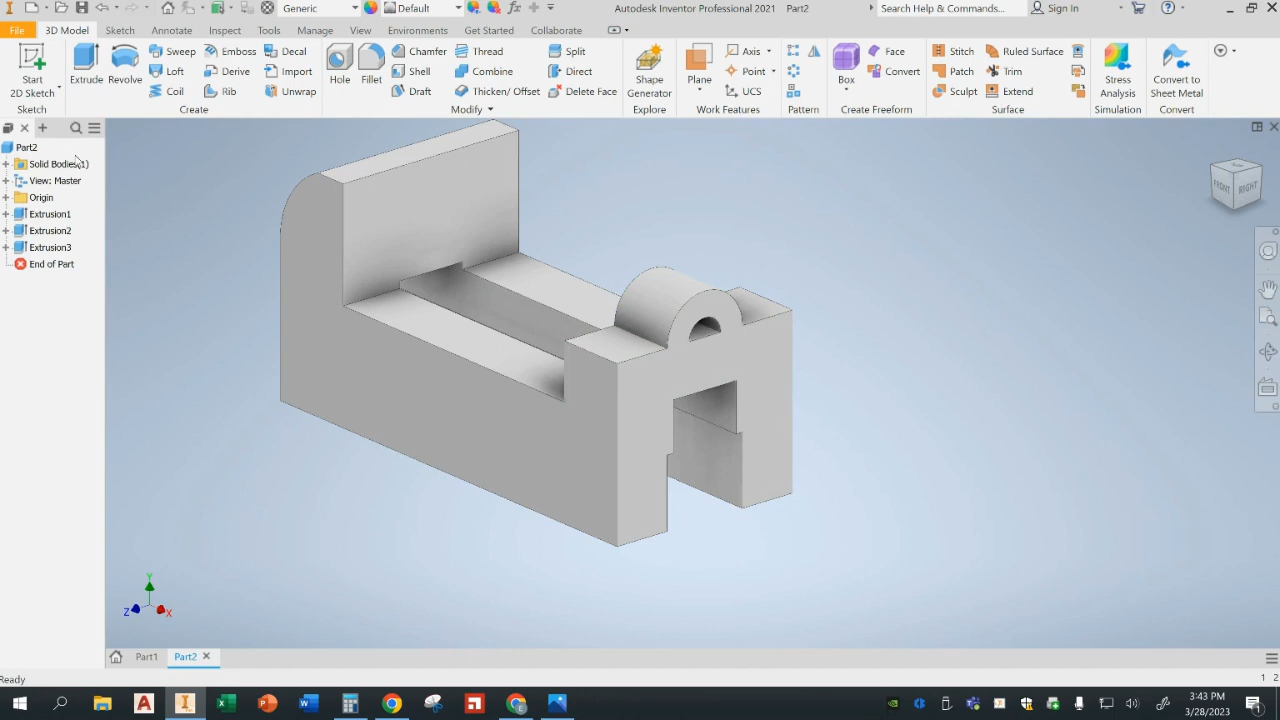 Generic Default Autodesk Inventor Professional 2021 Part2 Search Help & Commands... Sign In
File 3D Model Sketch Annotate Inspect Tools Manage View Environments Get Started Collaborate
Start 2D Sketch
Sketch
Extrude Revolve Sweep Emboss Decal
Loft Derive Import
Coil Rib Unwrap
Create
Hole Fillet Chamfer Thread Split
Shell Combine Direct
Draft Thicken/ Offset Delete Face
Modify
Shape Generator
Explore
Plane Axis
Point
UCS
Work Features
Pattern
Box Face
Convert
Create Freeform
Stitch Ruled Surface
Patch Trim
Sculpt Extend
Surface
Stress Analysis
Simulation
Convert to Sheet Metal
Convert
Part2
Solid Bodies(1)
View: Master
Origin
Extrusion1
Extrusion2
Extrusion3
End of Part
FRONT RIGHT
Y
Z X
Part1 Part2
Ready 1 2
3:43 PM
3/28/2023